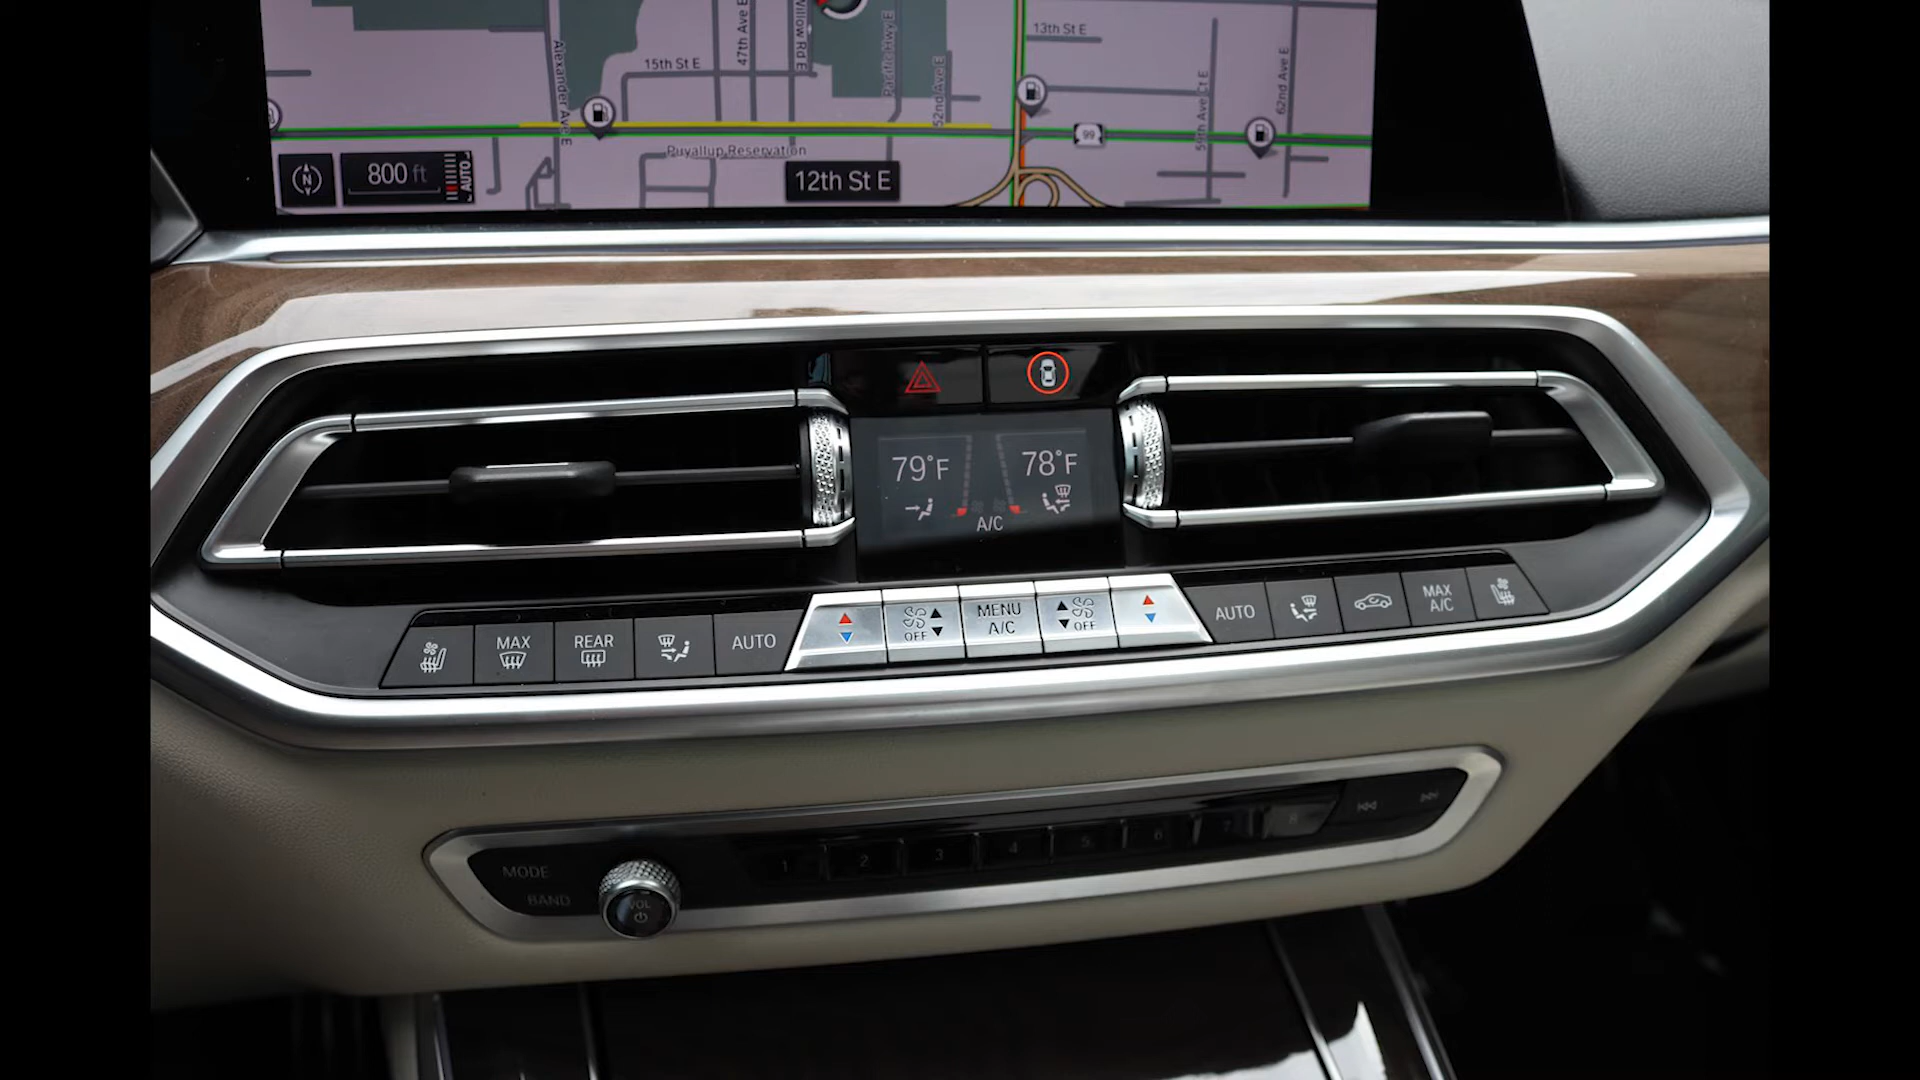 13th St E
15th St E
47th Ave E
Willow Rd E
Pacific Hwy E
Alexander Ave E
52nd Ave E
59th Ave Ct E
62nd Ave E
99
Puyallup Reservation
800 ft
AUTO
N
12th St E
79°F
78°F
A/C
MAX
REAR
AUTO
OFF
MENU
A/C
OFF
AUTO
MAX
A/C
MODE
BAND
VOL
1 2 3 4 5 6 7 8